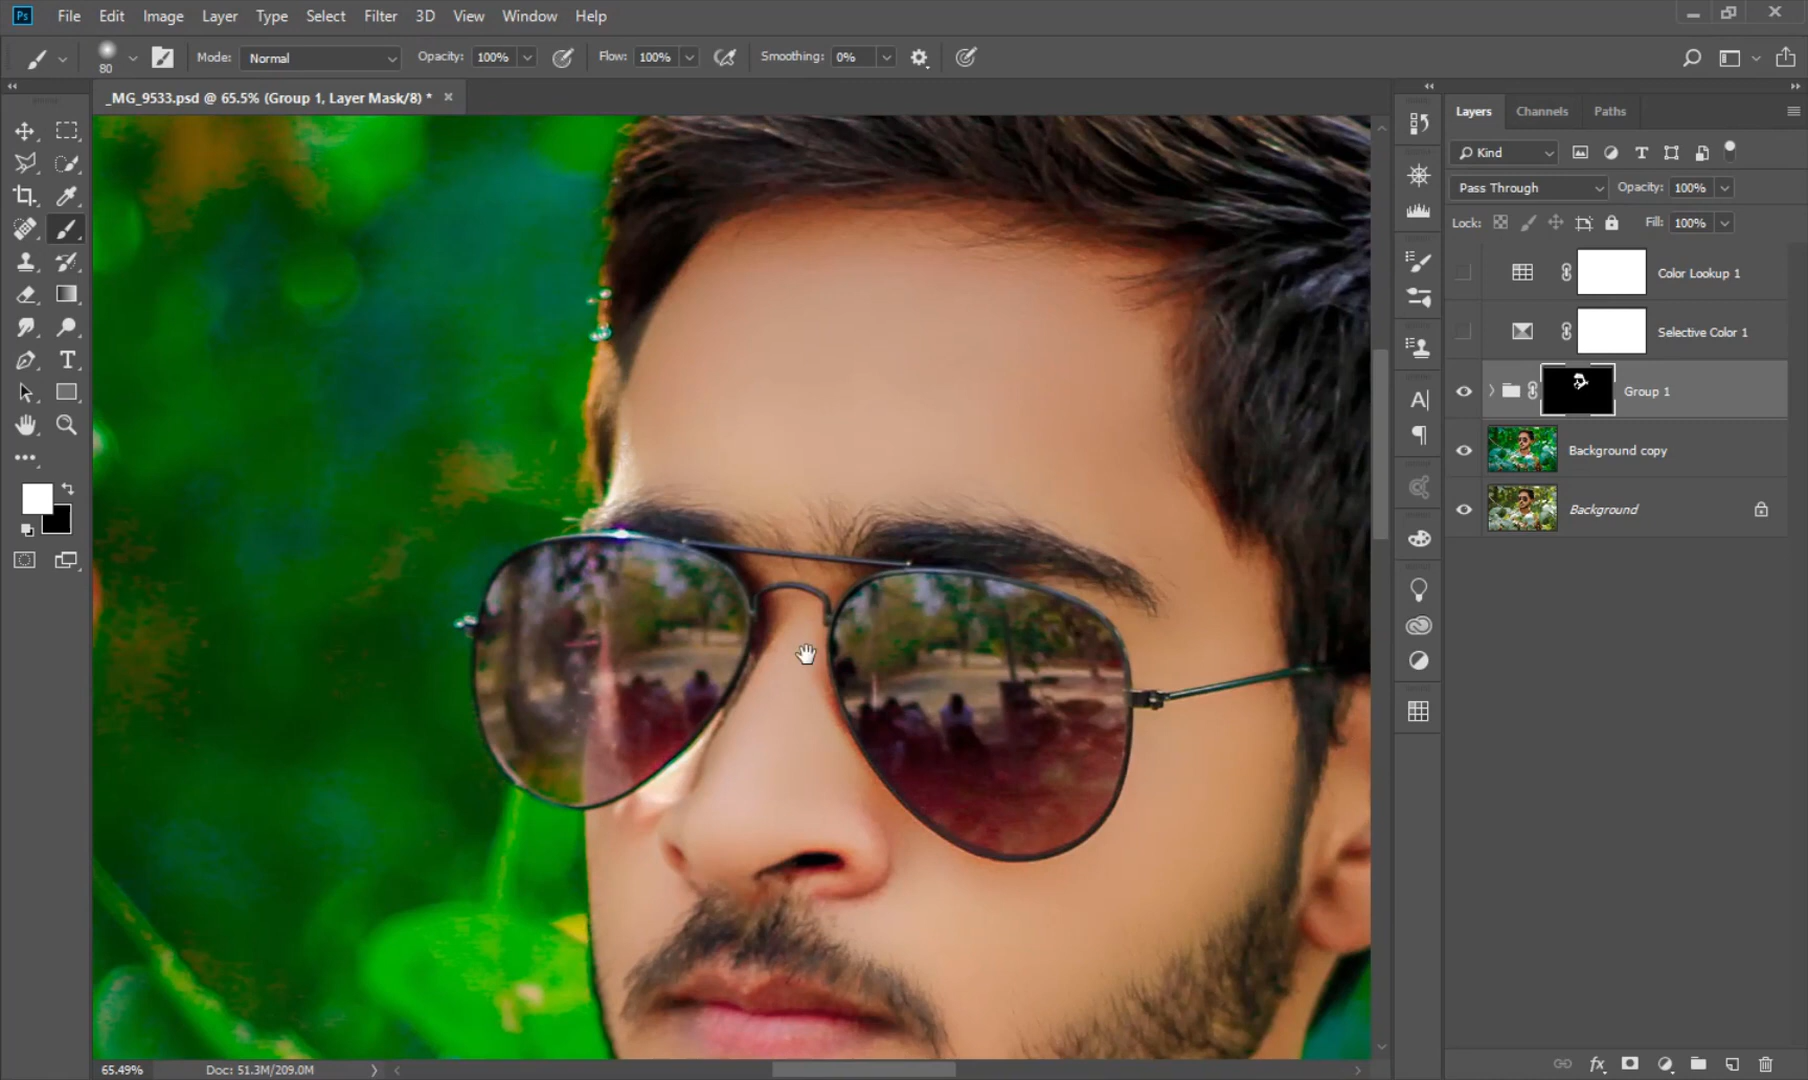 Ps File Edit Image Layer Type Select Filter 3D View Window Help
80 Mode: Normal Opacity: 100% Flow: 100% Smoothing: 0%
_MG_9533.psd @ 65.5% (Group 1, Layer Mask/8) *
Layers Channels Paths
Kind
Pass Through Opacity: 100%
Lock: Fill: 100%
Color Lookup 1
Selective Color 1
Group 1
Background copy
Background
65.49% Doc: 51.3M/209.0M